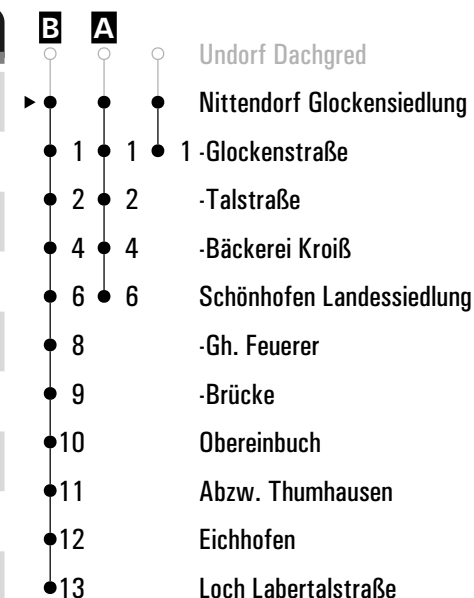 B A
Undorf Dachgred
Nittendorf Glockensiedlung
1 1 1 -Glockenstraße
2 2 -Talstraße
4 4 -Bäckerei Kroiß
6 6 Schönhofen Landessiedlung
8 -Gh. Feuerer
9 -Brücke
10 Obereinbuch
11 Abzw. Thumhausen
12 Eichhofen
13 Loch Labertalstraße